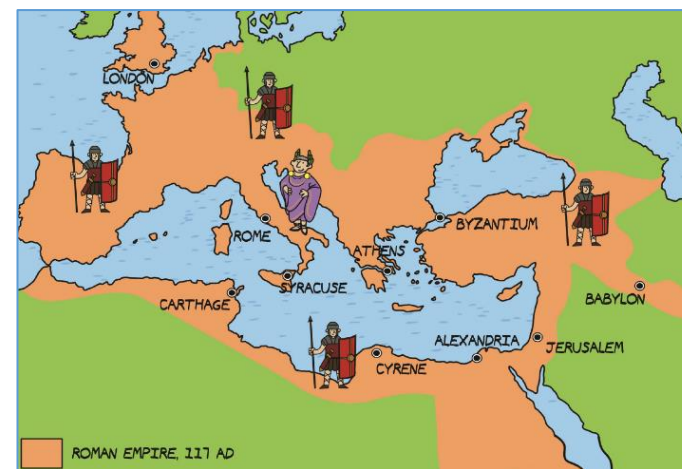 LONDON
ROME
BYZANTIUM
ATHENS
SYRACUSE
CARTHAGE
BABYLON
ALEXANDRIA
JERUSALEM
CYRENE
ROMAN EMPIRE, 117 AD